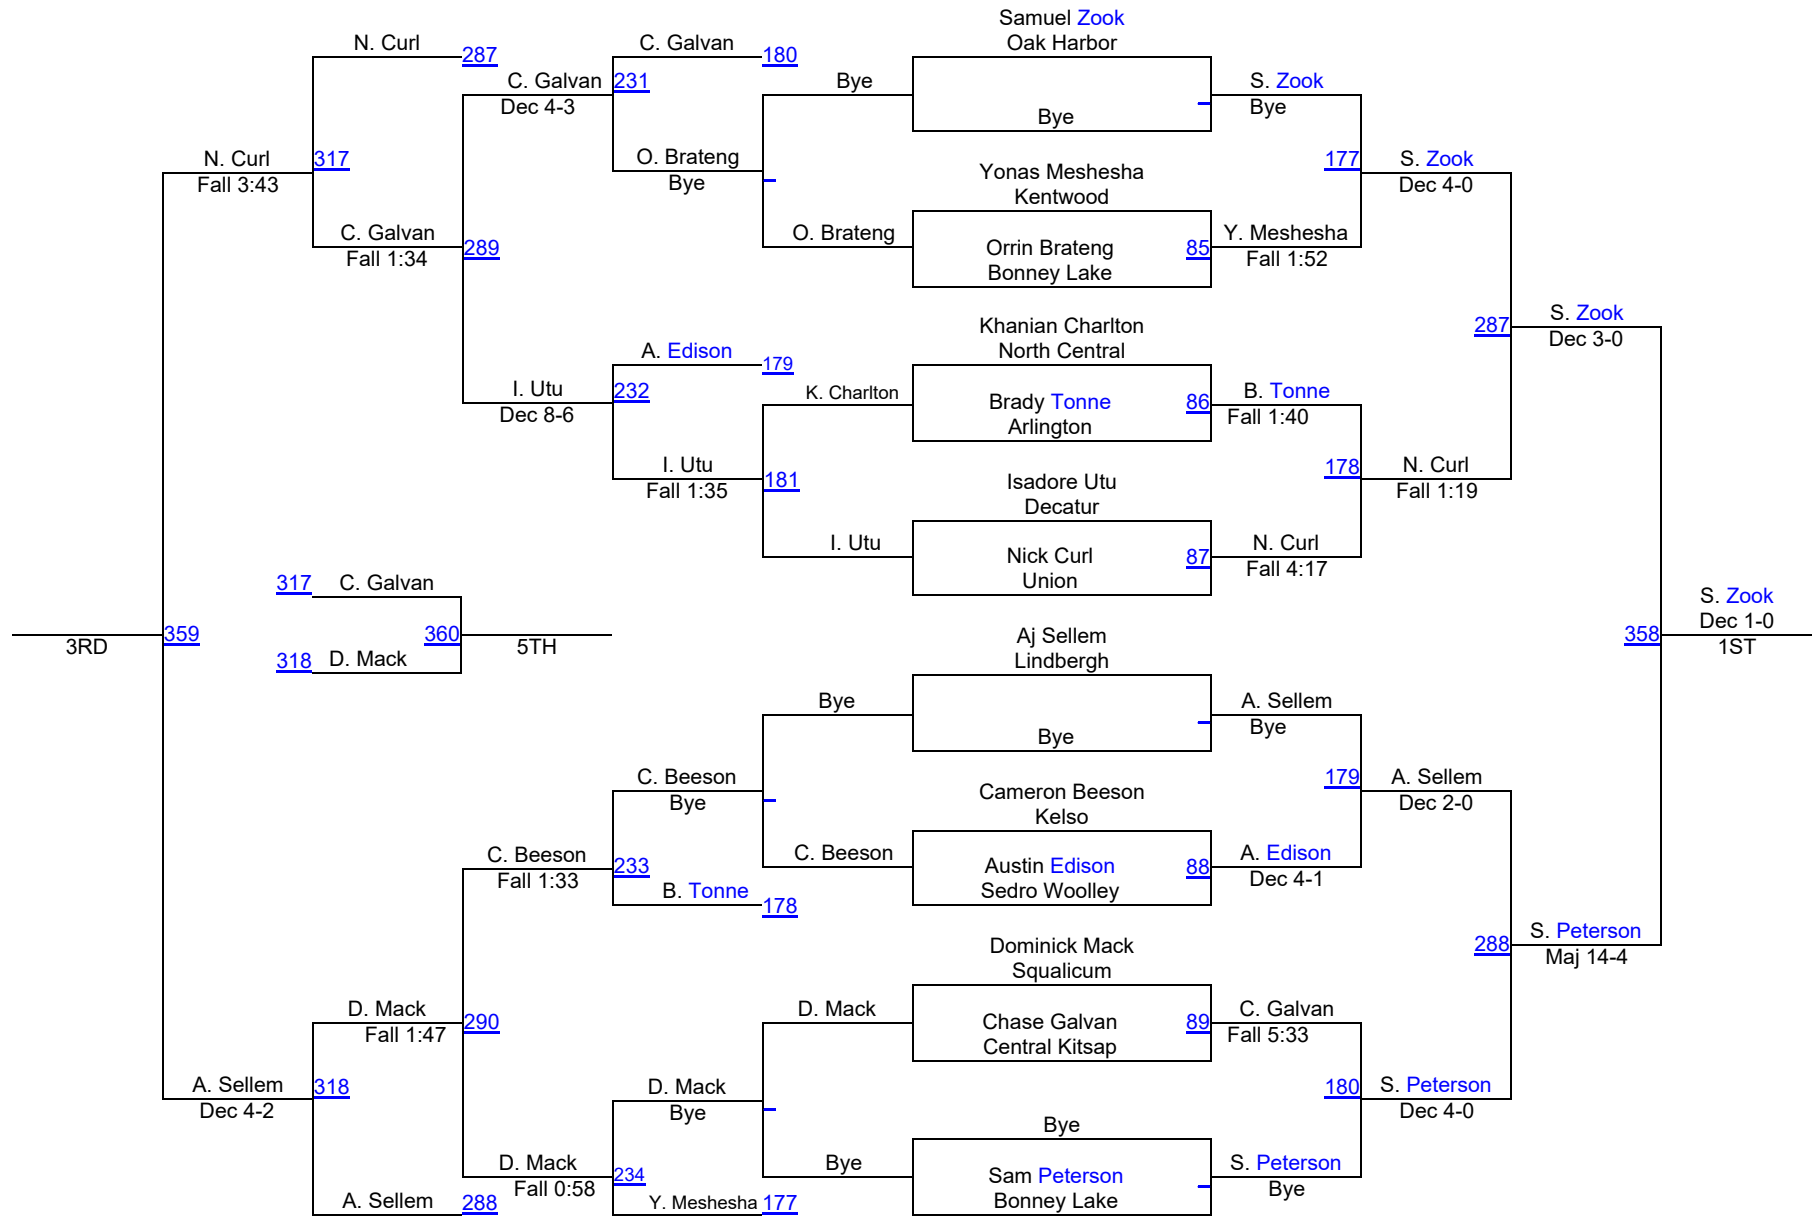 Samuel Zook
Oak Harbor
N. Curl
287
C. Galvan
180
C. Galvan
231
Dec 4-3
Bye
S. Zook
Bye
Bye
N. Curl
317
Fall 3:43
O. Brateng
Bye
Yonas Meshesha
Kentwood
177
S. Zook
Dec 4-0
C. Galvan
289
Fall 1:34
O. Brateng
Orrin Brateng
Bonney Lake
85
Y. Meshesha
Fall 1:52
Khanian Charlton
North Central
287
S. Zook
Dec 3-0
A. Edison
179
I. Utu
232
Dec 8-6
K. Charlton
Brady Tonne
Arlington
86
B. Tonne
Fall 1:40
I. Utu
181
Fall 1:35
Isadore Utu
Decatur
178
N. Curl
Fall 1:19
I. Utu
Nick Curl
Union
87
N. Curl
Fall 4:17
317
C. Galvan
3RD
359
360
5TH
318
D. Mack
Aj Sellem
Lindbergh
358
S. Zook
Dec 1-0
1ST
Bye
Bye
A. Sellem
Bye
C. Beeson
Bye
Cameron Beeson
Kelso
179
A. Sellem
Dec 2-0
C. Beeson
233
Fall 1:33
B. Tonne
178
C. Beeson
Austin Edison
Sedro Woolley
88
A. Edison
Dec 4-1
Dominick Mack
Squalicum
288
S. Peterson
Maj 14-4
D. Mack
290
Fall 1:47
D. Mack
Chase Galvan
Central Kitsap
89
C. Galvan
Fall 5:33
A. Sellem
318
Dec 4-2
D. Mack
Bye
Bye
180
S. Peterson
Dec 4-0
D. Mack
234
Fall 0:58
Bye
Sam Peterson
Bonney Lake
S. Peterson
Bye
A. Sellem
288
Y. Meshesha
177